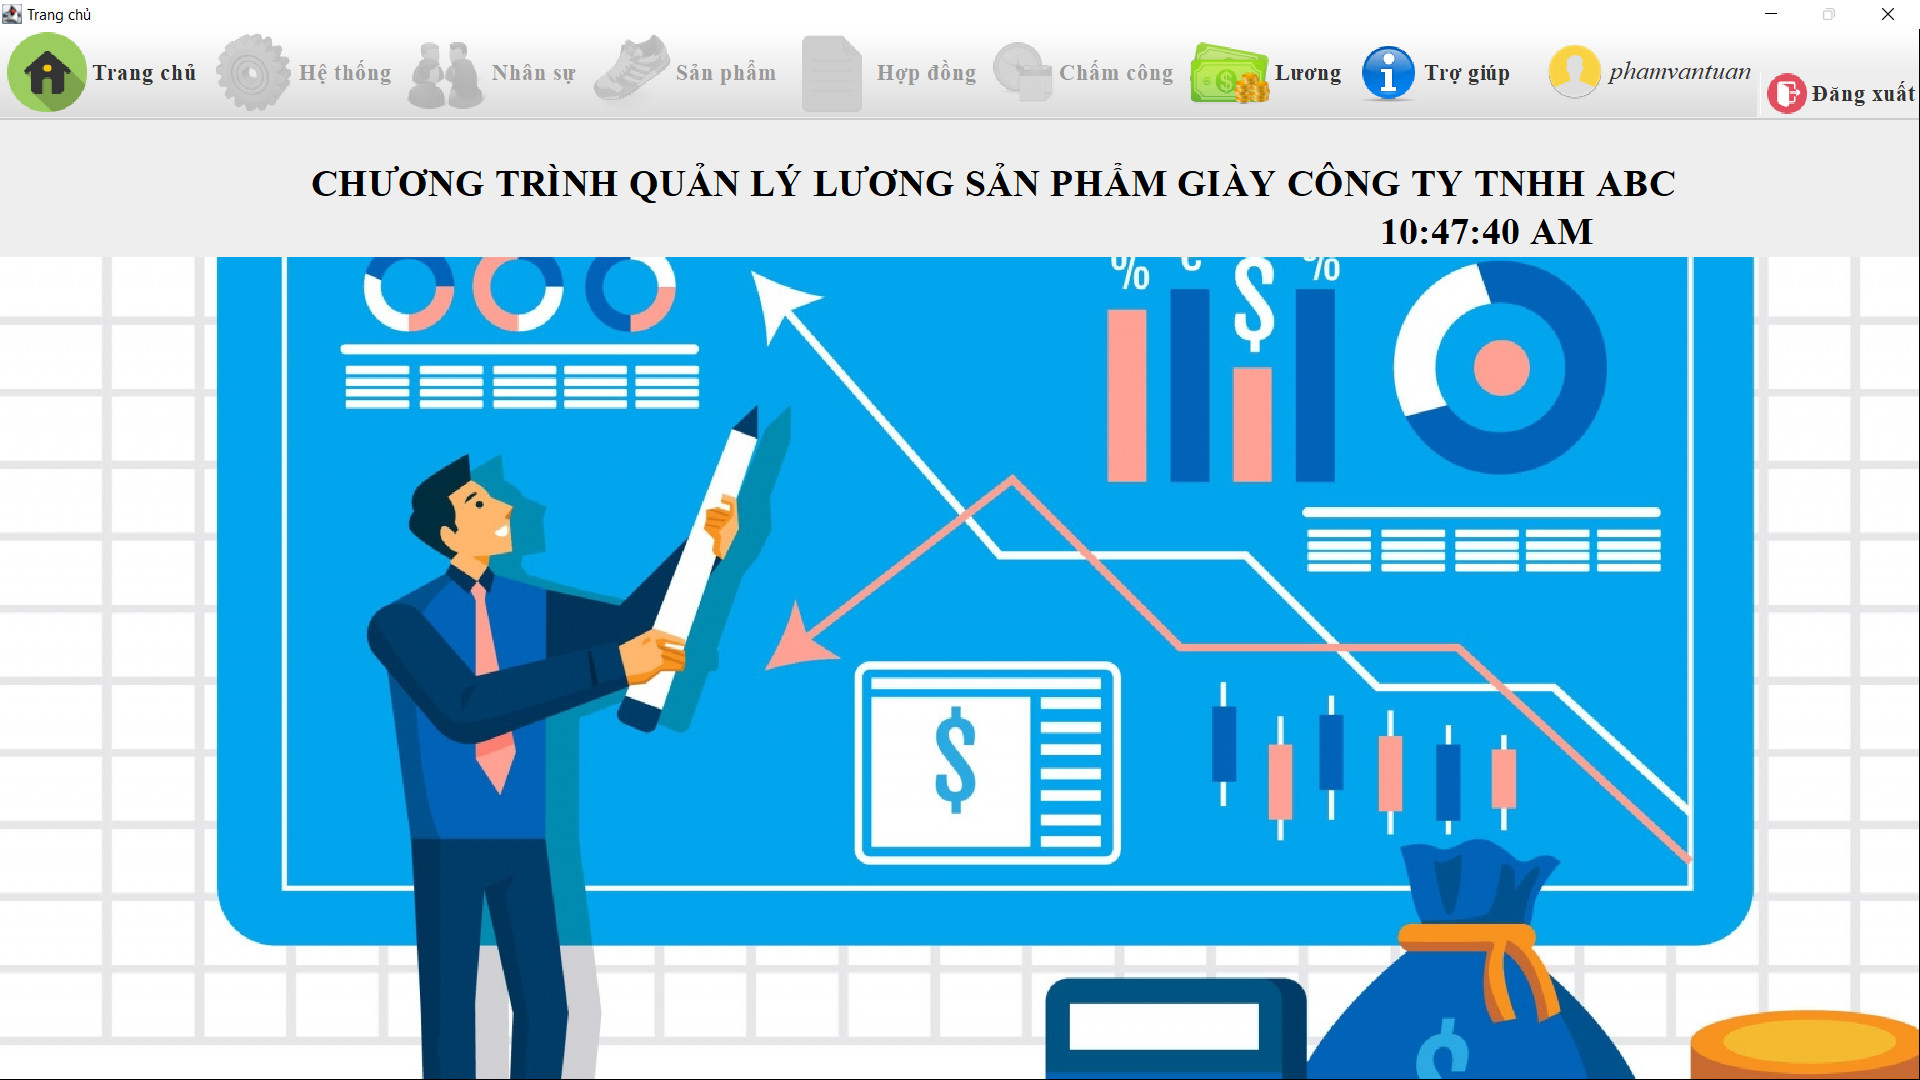 Trang chủ
Trang chủ Hệ thống Nhân sự Sản phẩm Hợp đồng Chấm công Lương Trợ giúp phamvantuan Đăng xuất
CHƯƠNG TRÌNH QUẢN LÝ LƯƠNG SẢN PHẨM GIÀY CÔNG TY TNHH ABC
10:47:40 AM
% € $ %
$
$